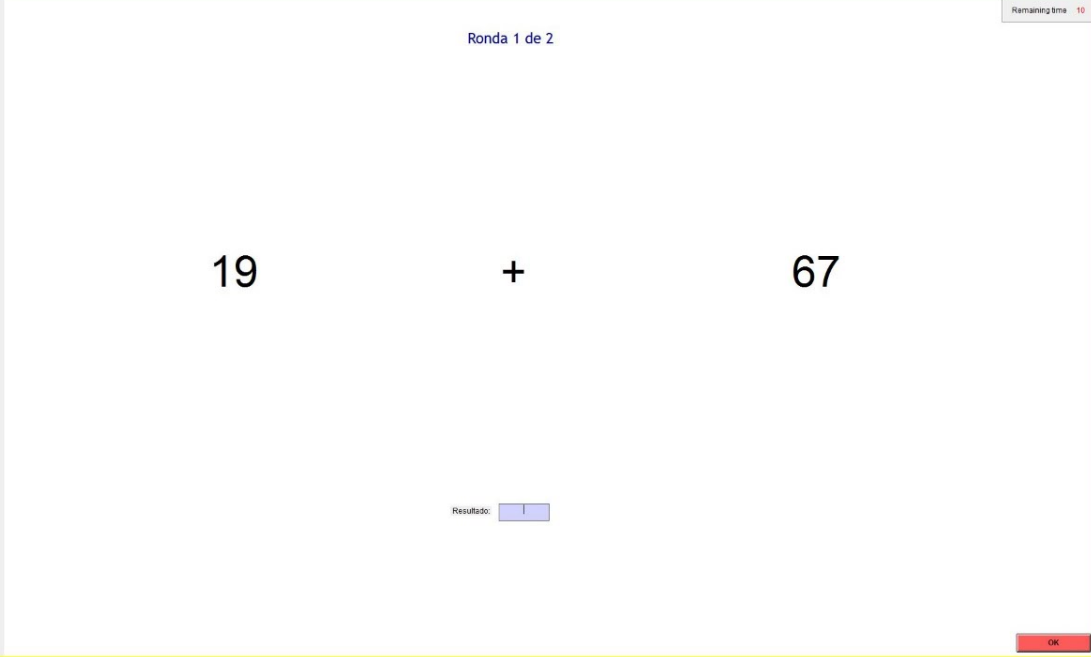 Remaining time 10
Ronda 1 de 2
19 + 67
Resultado:
OK